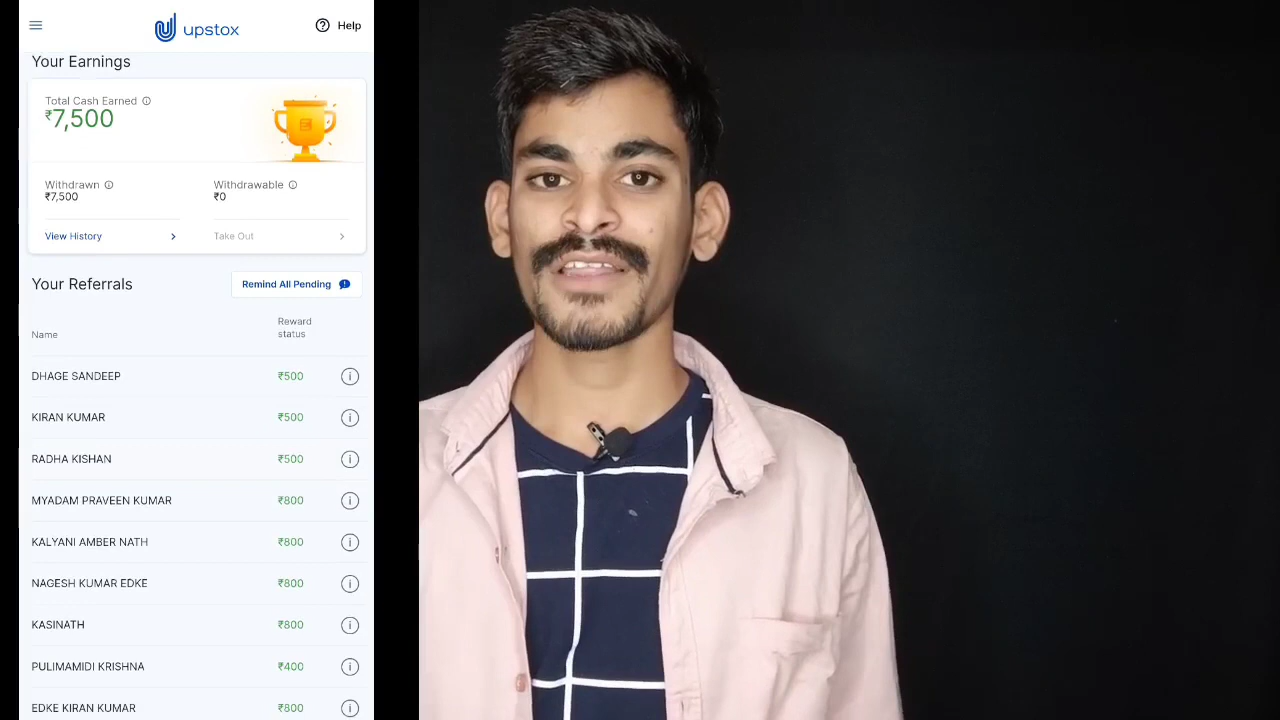 upstox
Help
Your Earnings
Total Cash Earned
₹7,500
Withdrawn
Withdrawable
₹7,500
₹0
View History
Take Out
Your Referrals
Remind All Pending
Name
Reward
status
DHAGE SANDEEP ₹500
KIRAN KUMAR ₹500
RADHA KISHAN ₹500
MYADAM PRAVEEN KUMAR ₹800
KALYANI AMBER NATH ₹800
NAGESH KUMAR EDKE ₹800
KASINATH ₹800
PULIMAMIDI KRISHNA ₹400
EDKE KIRAN KUMAR ₹800